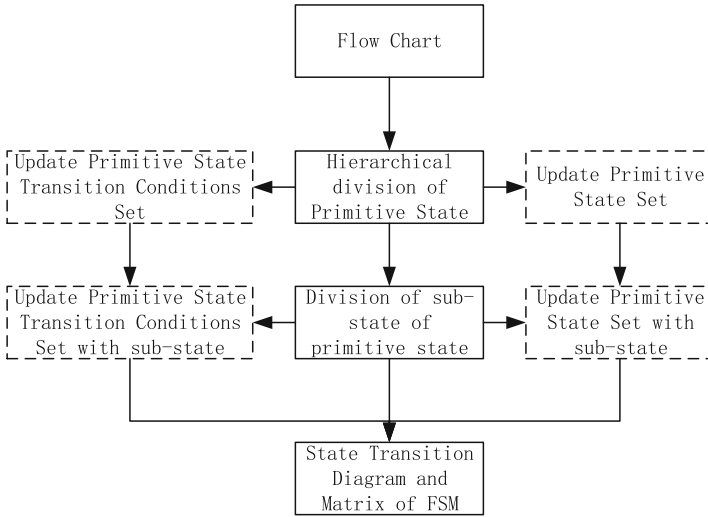 Flow Chart
Update Primitive State
Transition Conditions
Set
Hierarchical
division of
Primitive State
Update Primitive
State Set
Update Primitive State
Transition Conditions
Set with sub-state
Division of sub-
state of
primitive state
Update Primitive
State Set with
sub-state
State Transition
Diagram and
Matrix of FSM